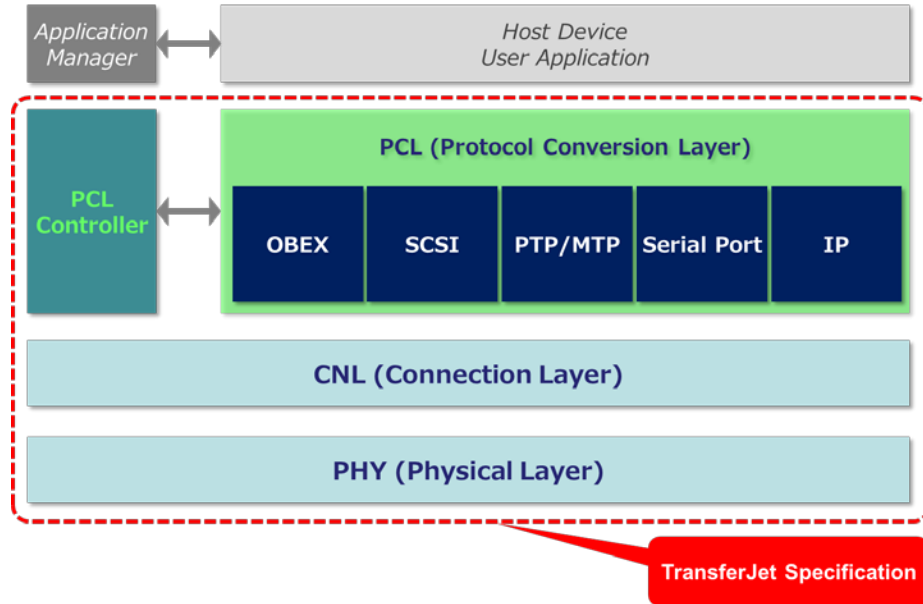 Application
Manager
Host Device
User Application
PCL
Controller
PCL (Protocol Conversion Layer)
OBEX
SCSI
PTP/MTP
Serial Port
IP
CNL (Connection Layer)
PHY (Physical Layer)
TransferJet Specification